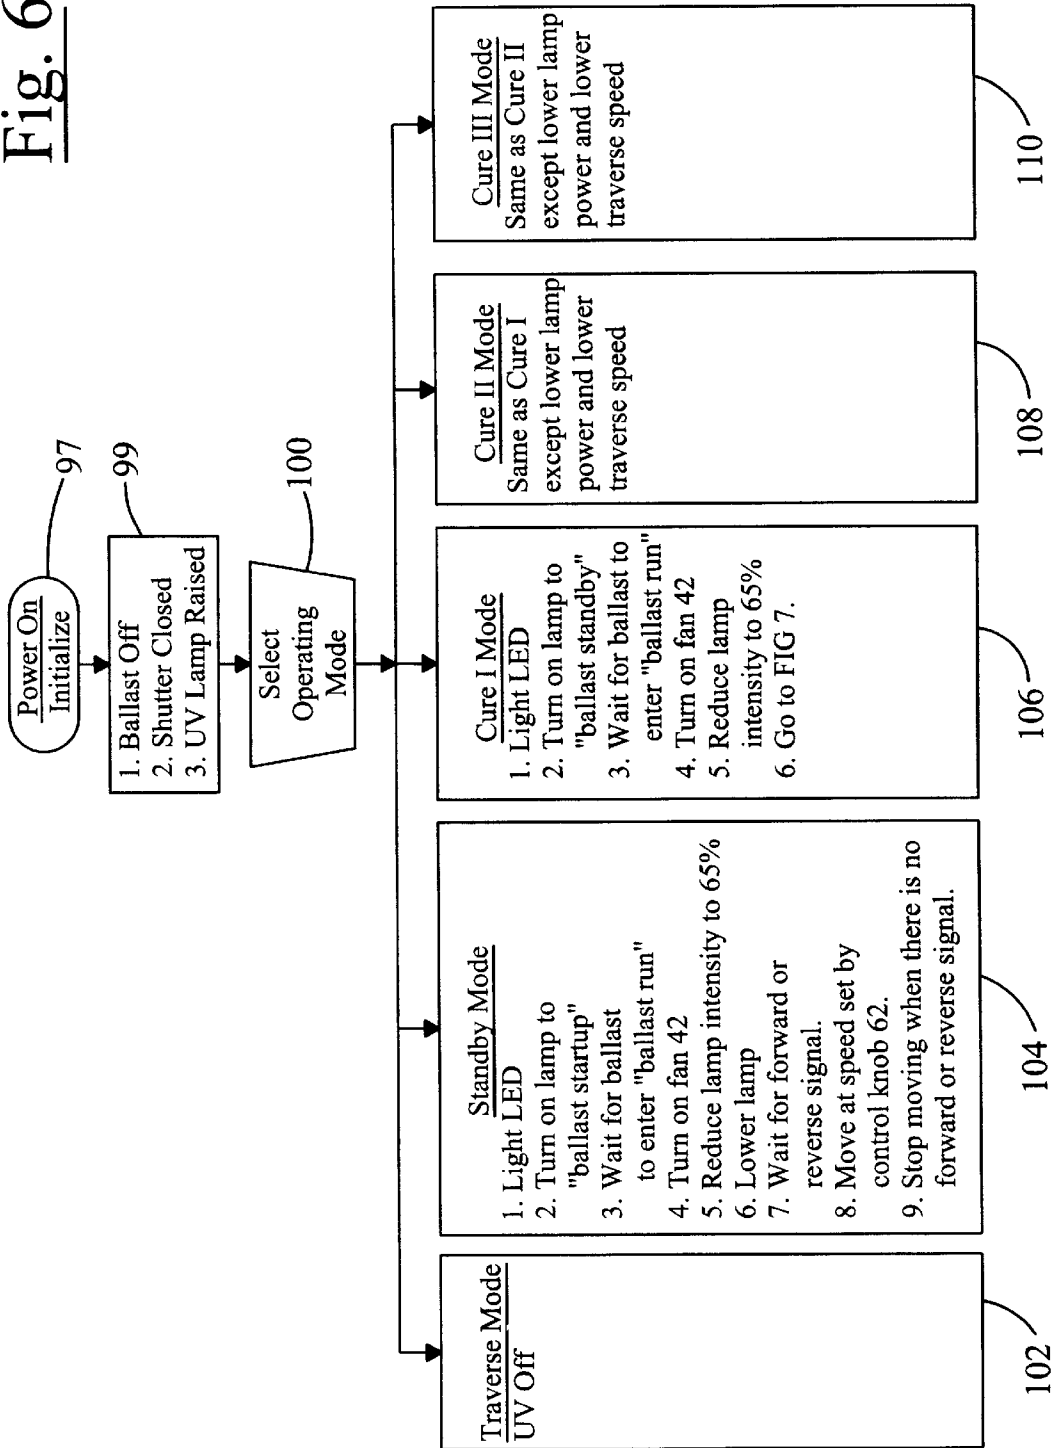 Fig. 6
Power On
Initialize
97
1. Ballast Off
2. Shutter Closed
3. UV Lamp Raised
99
Select
Operating
Mode
100
Traverse Mode
UV Off
102
Standby Mode
1. Light LED
2. Turn on lamp to
"ballast startup"
3. Wait for ballast
to enter "ballast run"
4. Turn on fan 42
5. Reduce lamp intensity to 65%
6. Lower lamp
7. Wait for forward or
reverse signal.
8. Move at speed set by
control knob 62.
9. Stop moving when there is no
forward or reverse signal.
104
Cure I Mode
1. Light LED
2. Turn on lamp to
"ballast standby"
3. Wait for ballast to
enter "ballast run"
4. Turn on fan 42
5. Reduce lamp
intensity to 65%
6. Go to FIG 7.
106
Cure II Mode
Same as Cure I
except lower lamp
power and lower
traverse speed
108
Cure III Mode
Same as Cure II
except lower lamp
power and lower
traverse speed
110